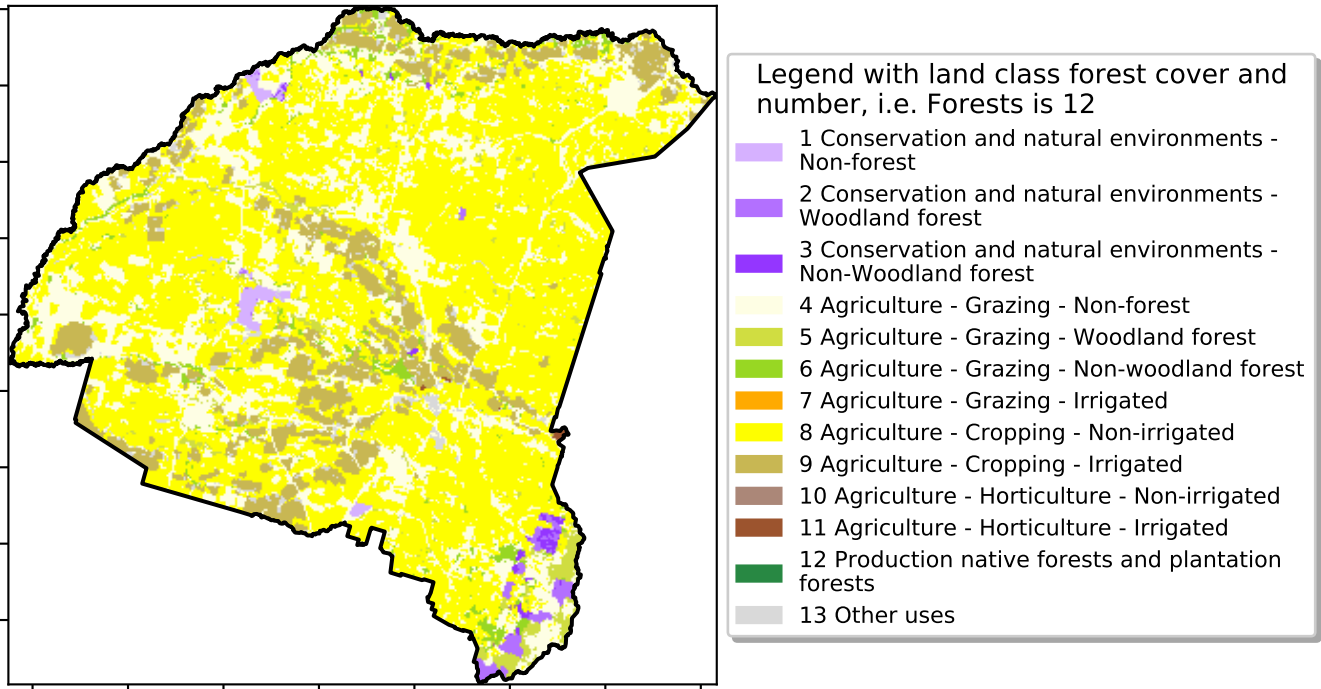 Legend with land class forest cover and
number, i.e. Forests is 12
1 Conservation and natural environments -
Non-forest
2 Conservation and natural environments -
Woodland forest
3 Conservation and natural environments -
Non-Woodland forest
4 Agriculture - Grazing - Non-forest
5 Agriculture - Grazing - Woodland forest
6 Agriculture - Grazing - Non-woodland forest
7 Agriculture - Grazing - Irrigated
8 Agriculture - Cropping - Non-irrigated
9 Agriculture - Cropping - Irrigated
10 Agriculture - Horticulture - Non-irrigated
11 Agriculture - Horticulture - Irrigated
12 Production native forests and plantation
forests
13 Other uses